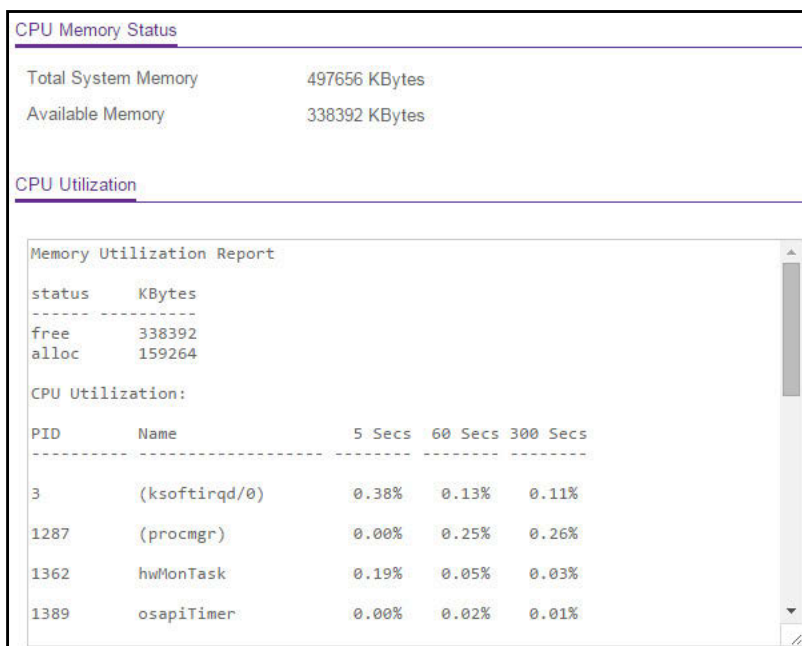 CPU Memory Status
Total System Memory 497656 KBytes
Available Memory 338392 KBytes
CPU Utilization
Memory Utilization Report
status KBytes
------ ----------
free 338392
alloc 159264
CPU Utilization:
PID Name 5 Secs 60 Secs 300 Secs
---------- ------------------- -------- -------- --------
3 (ksoftirqd/0) 0.38% 0.13% 0.11%
1287 (procmgr) 0.00% 0.25% 0.26%
1362 hwMonTask 0.19% 0.05% 0.03%
1389 osapiTimer 0.00% 0.02% 0.01%